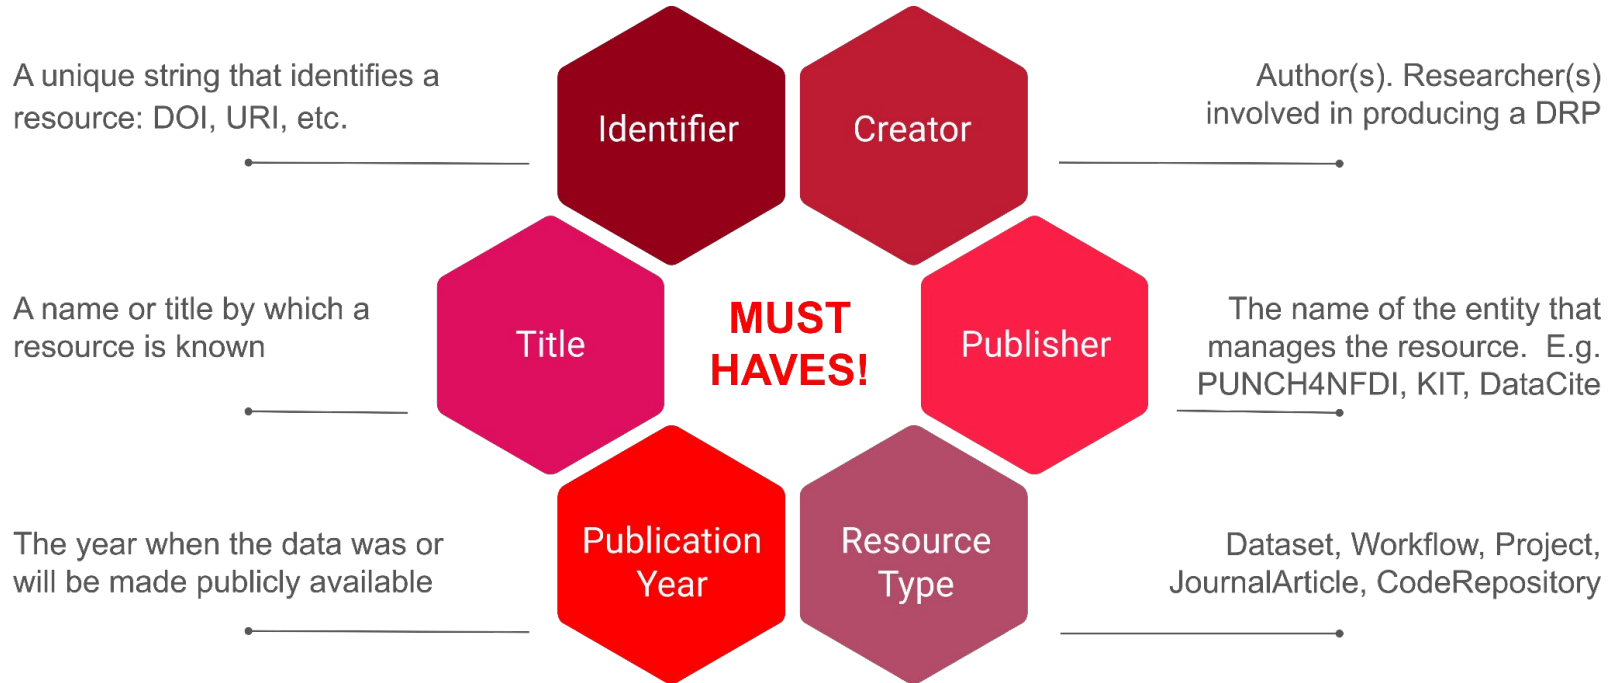 A unique string that identifies a
resource: DOI, URI, etc.
Identifier
Creator
Author(s). Researcher(s)
involved in producing a DRP
A name or title by which a
resource is known
Title
MUST
HAVES!
Publisher
The name of the entity that
manages the resource.  E.g.
PUNCH4NFDI, KIT, DataCite
The year when the data was or
will be made publicly available
Publication
Year
Resource
Type
Dataset, Workflow, Project,
JournalArticle, CodeRepository